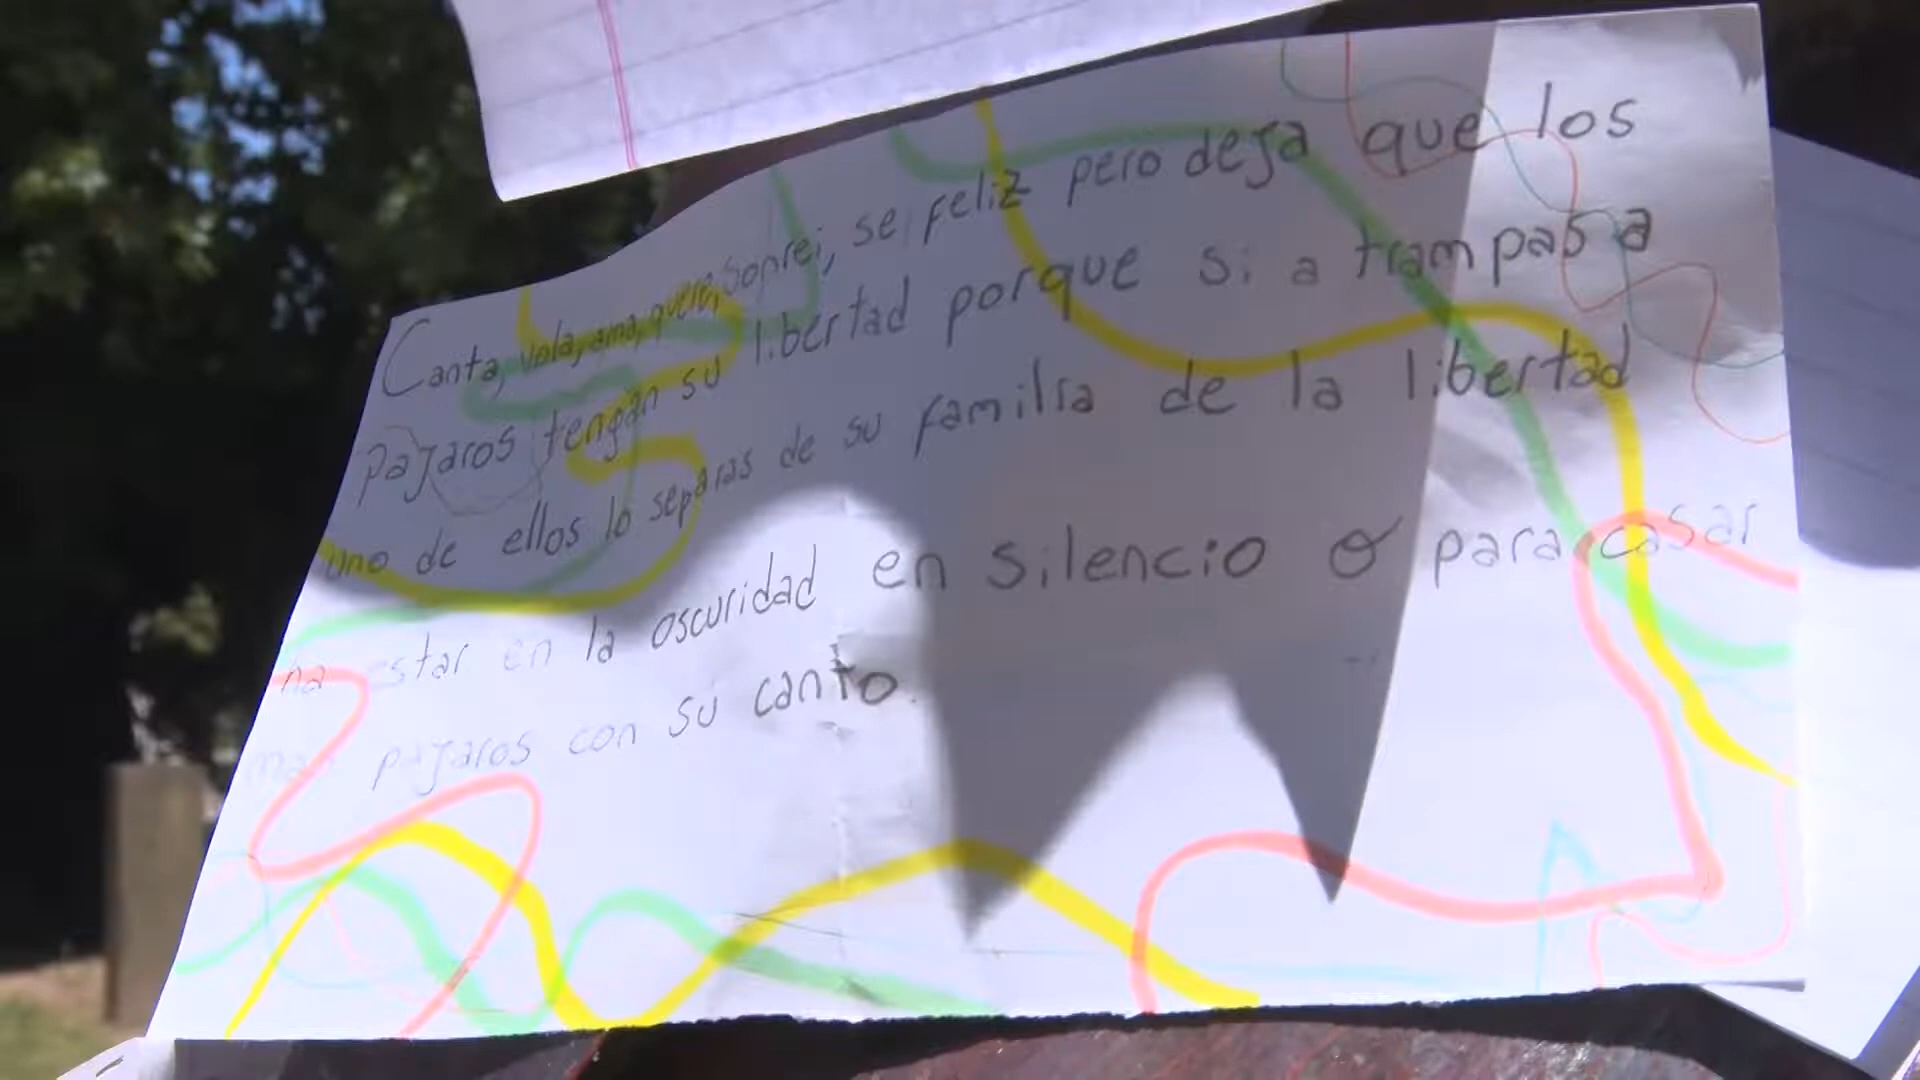 Canta, vola, ama, quere, sonrei, se feliz pero deja que los
pajaros tengan su libertad porque si a trampas a
uno de ellos lo separas de su familia de la libertad
ha estar en la oscuridad en silencio o para casar
mas pajaros con su canto.